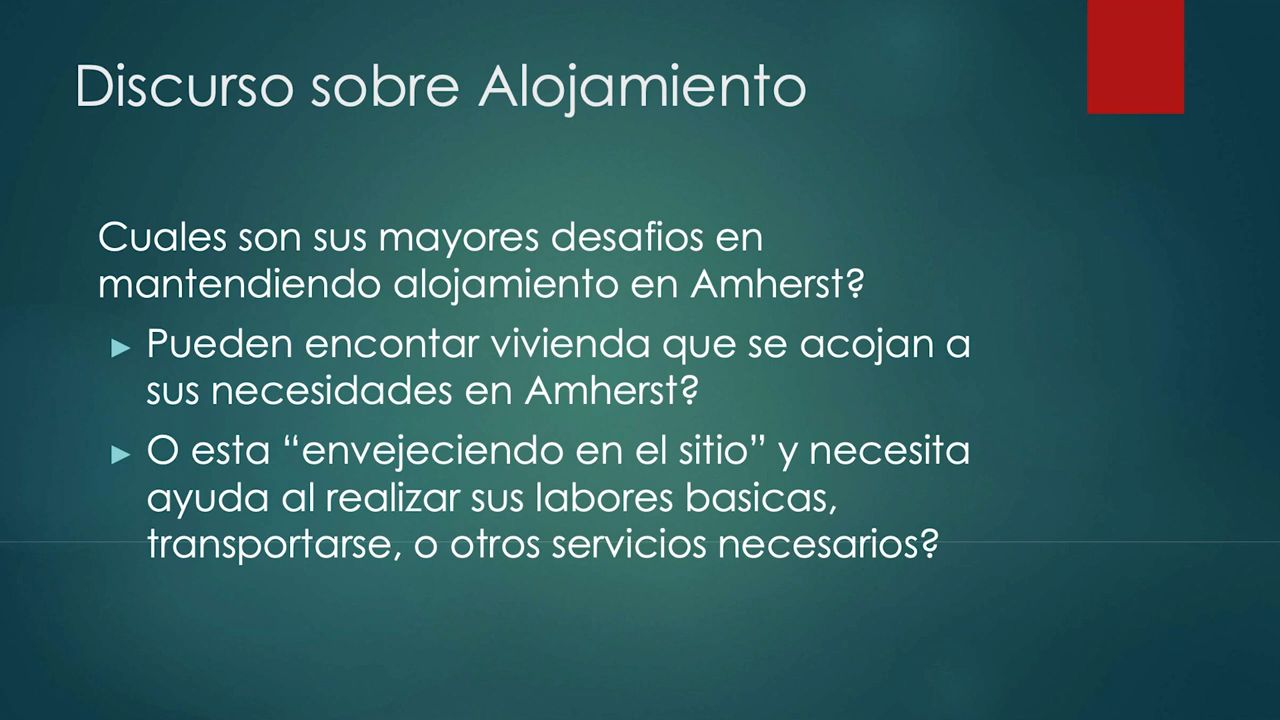 Discurso sobre Alojamiento
Cuales son sus mayores desafios en
mantendiendo alojamiento en Amherst?
► Pueden encontar vivienda que se acojan a
sus necesidades en Amherst?
► O esta “envejeciendo en el sitio” y necesita
ayuda al realizar sus labores basicas,
transportarse, o otros servicios necesarios?